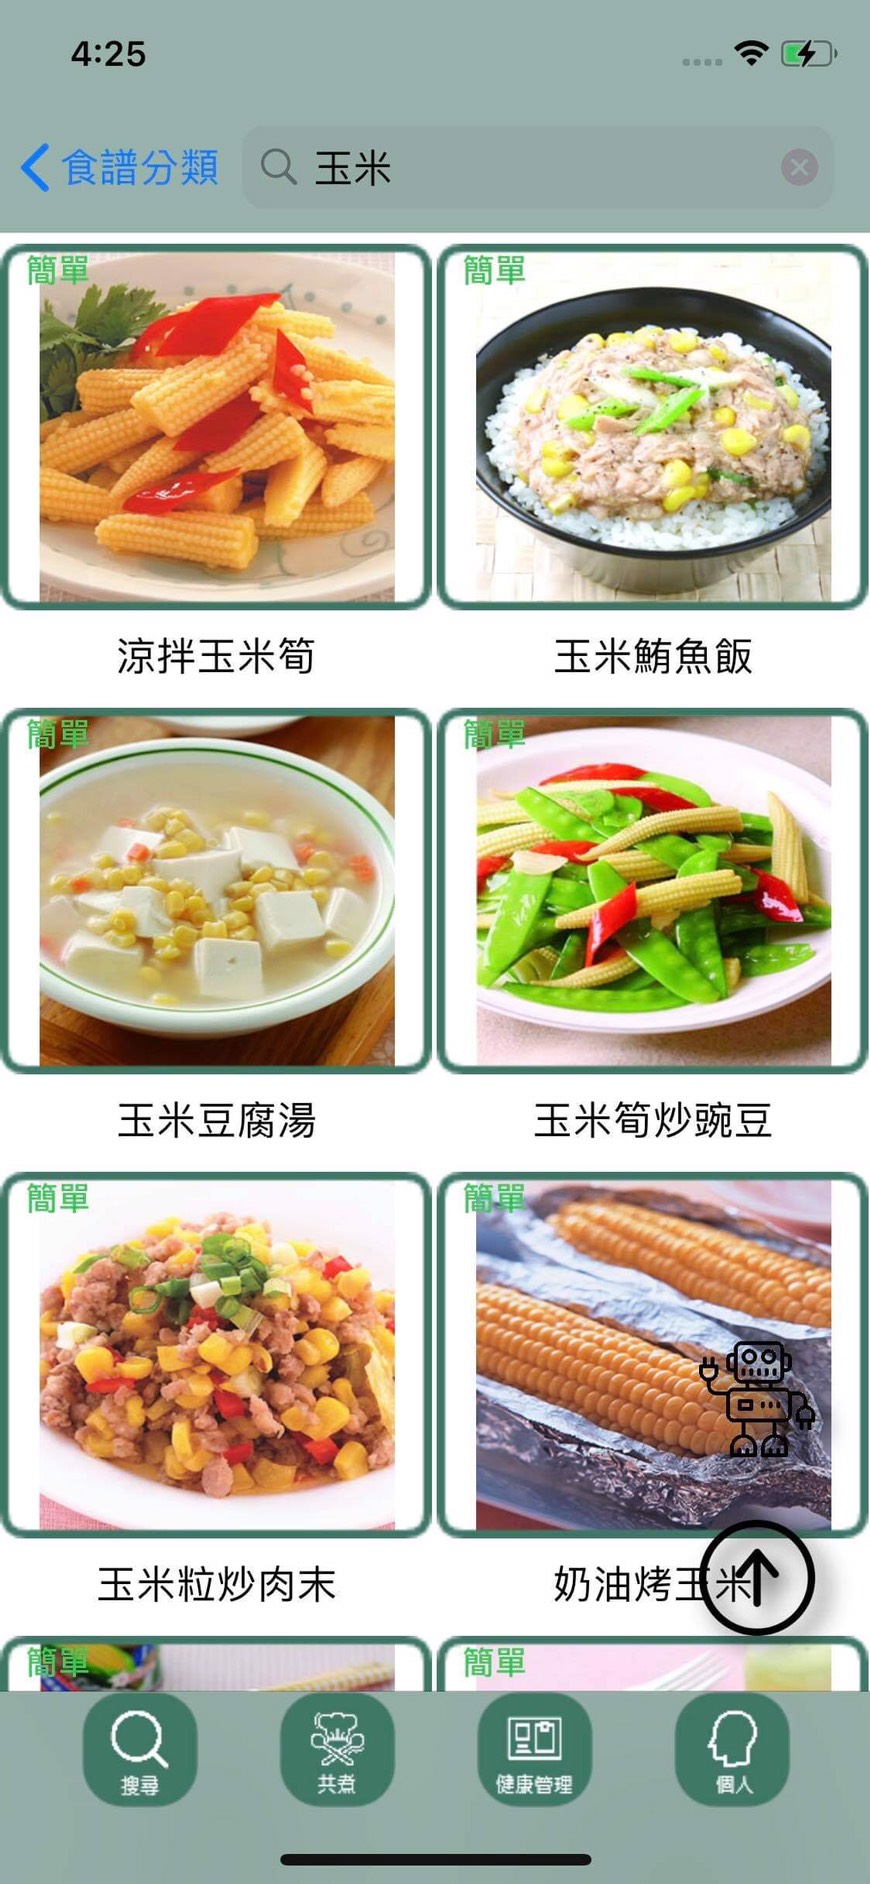 4:25
食譜分類
玉米
簡單
簡單
涼拌玉米筍
玉米鮪魚飯
簡單
簡單
玉米豆腐湯
玉米筍炒豌豆
簡單
簡單
玉米粒炒肉末
奶油烤玉米
簡單
簡單
搜尋
共煮
健康管理
個人